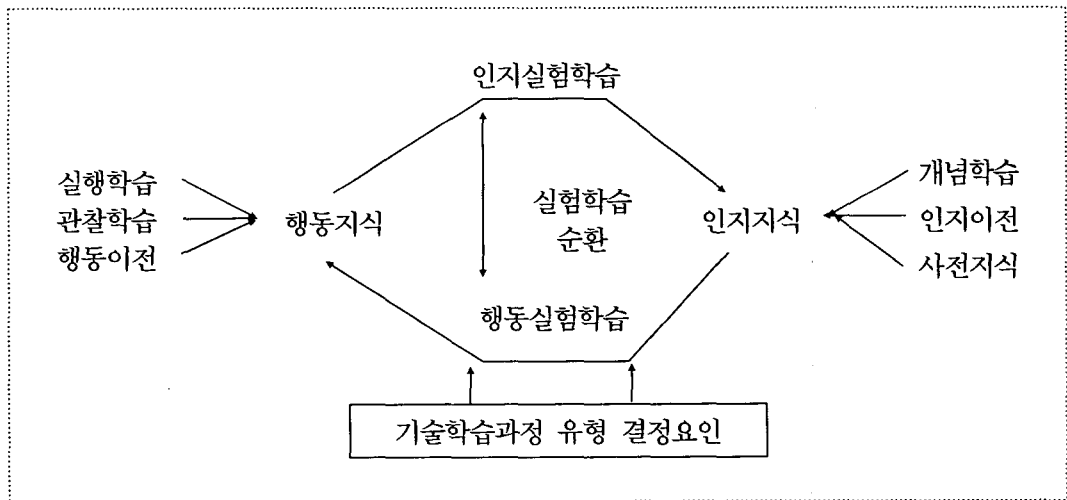 인지실험학습
실행학습
관찰학습
행동이전
행동지식
실험학습
순환
인지지식
개념학습
인지이전
사전지식
행동실험학습
기술학습과정 유형 결정요인